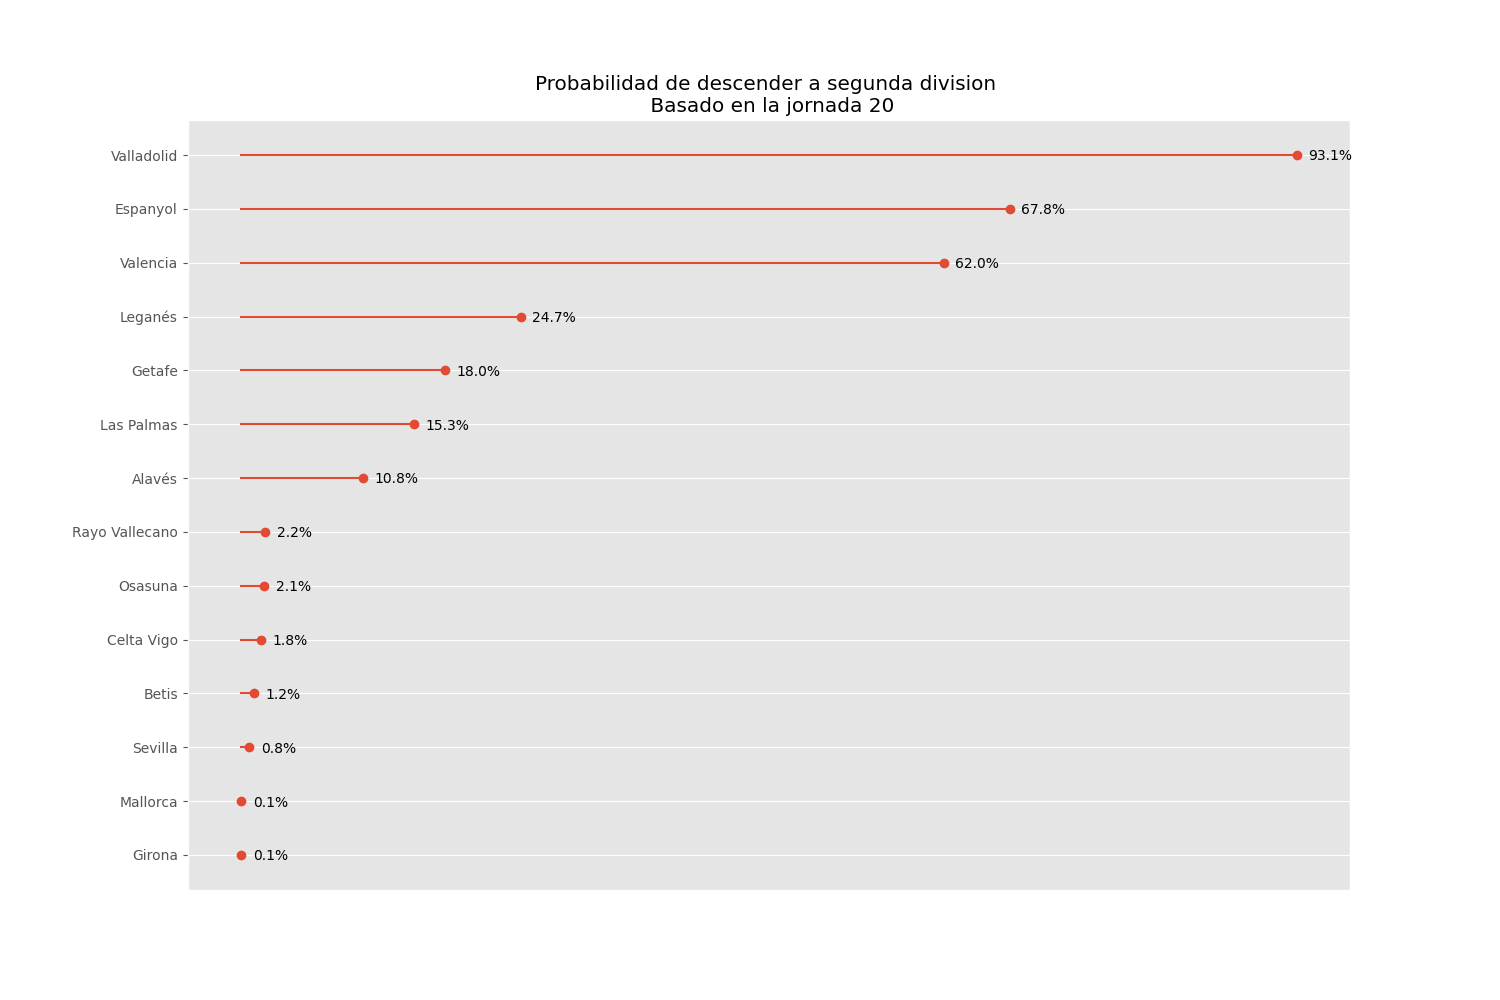 Probabilidad de descender a segunda division
Basado en la jornada 20
Valladolid 93.1%
Espanyol 67.8%
Valencia 62.0%
Leganés 24.7%
Getafe 18.0%
Las Palmas 15.3%
Alavés 10.8%
Rayo Vallecano 2.2%
Osasuna 2.1%
Celta Vigo 1.8%
Betis 1.2%
Sevilla 0.8%
Mallorca 0.1%
Girona 0.1%